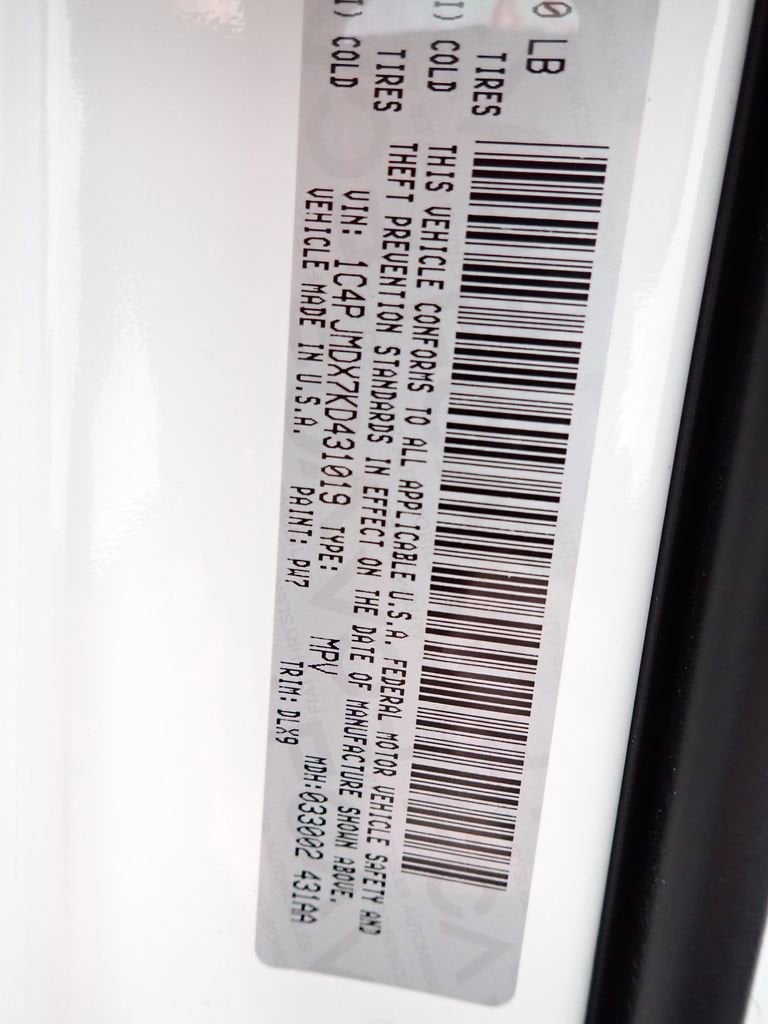 0 LB
TIRES
I) COLD
TIRES
I) COLD
THIS VEHICLE CONFORMS TO ALL APPLICABLE U.S.A. FEDERAL MOTOR VEHICLE SAFETY AND
THEFT PREVENTION STANDARDS IN EFFECT ON THE DATE OF MANUFACTURE SHOWN ABOVE.
VIN: 1C4PJMDX7KD431019 TYPE: MPV MDH:033002 431AA
VEHICLE MADE IN U.S.A. PAINT: PW7 TRIM: DLX9